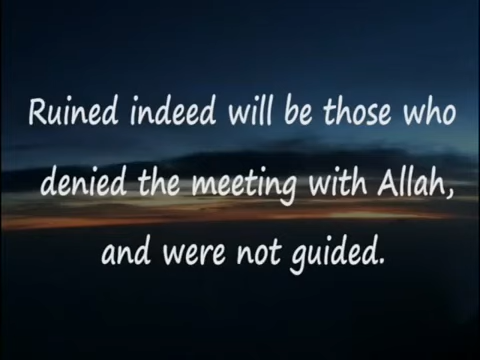 Ruined indeed will be those who
denied the meeting with Allah,
and were not guided.